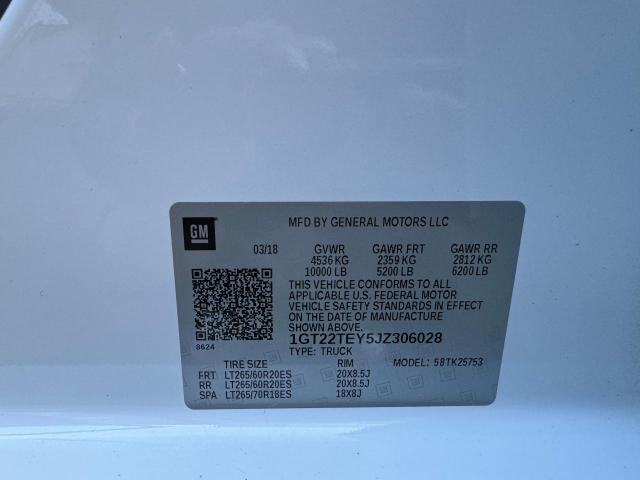 GM
MFD BY GENERAL MOTORS LLC
03/18 GVWR GAWR FRT GAWR RR
4536 KG 2359 KG 2812 KG
10000 LB 5200 LB 6200 LB
THIS VEHICLE CONFORMS TO ALL
APPLICABLE U.S. FEDERAL MOTOR
VEHICLE SAFETY STANDARDS IN EFFECT
ON THE DATE OF MANUFACTURE
SHOWN ABOVE.
8624
1GT22TEY5JZ306028
TYPE: TRUCK
TIRE SIZE RIM MODEL: 58TK25753
FRT LT265/60R20ES 20X8.5J
RR LT265/60R20ES 20X8.5J
SPA LT265/70R18ES 18X8J